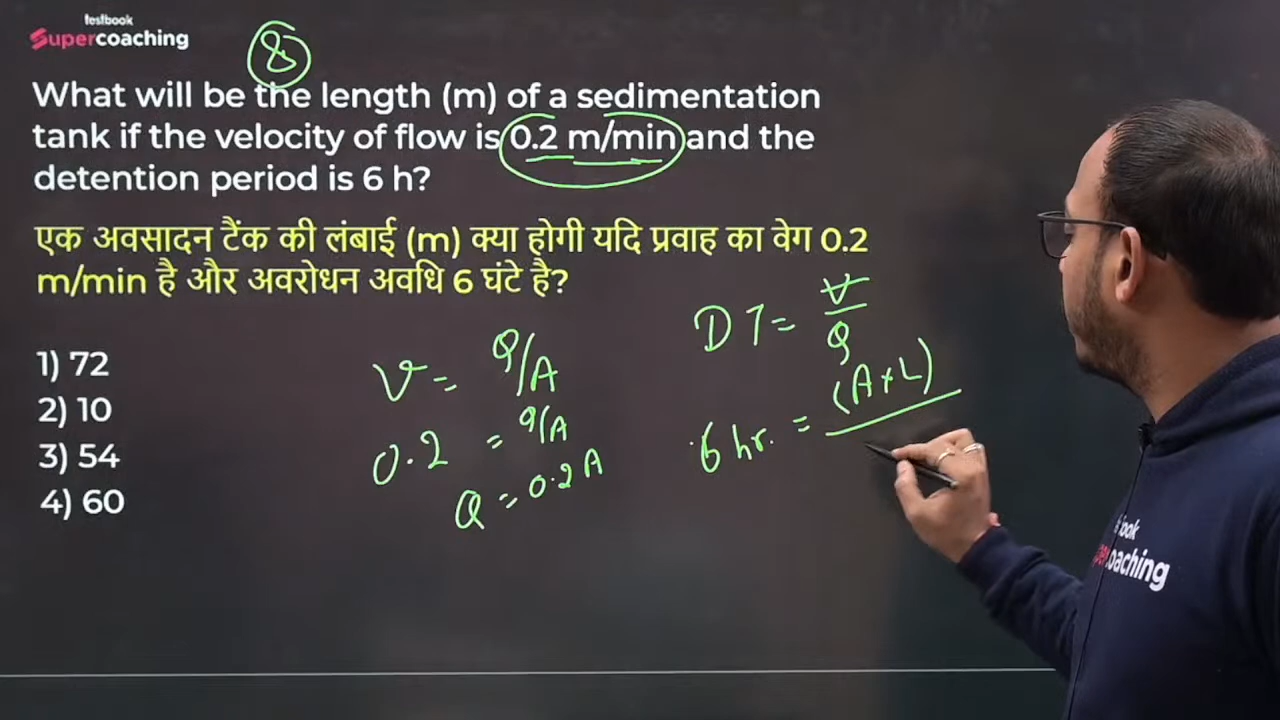 testbook
Supercoaching
8
What will be the length (m) of a sedimentation
tank if the velocity of flow is 0.2 m/min and the
detention period is 6 h?
एक अवसादन टैंक की लंबाई (m) क्या होगी यदि प्रवाह का वेग 0.2
m/min है और अवरोधन अवधि 6 घंटे है?
1) 72
2) 10
3) 54
4) 60
V = Q/A
0.2 = Q/A
Q = 0.2 A
DT = V/Q
6 hr. = (A×L)
book
coaching